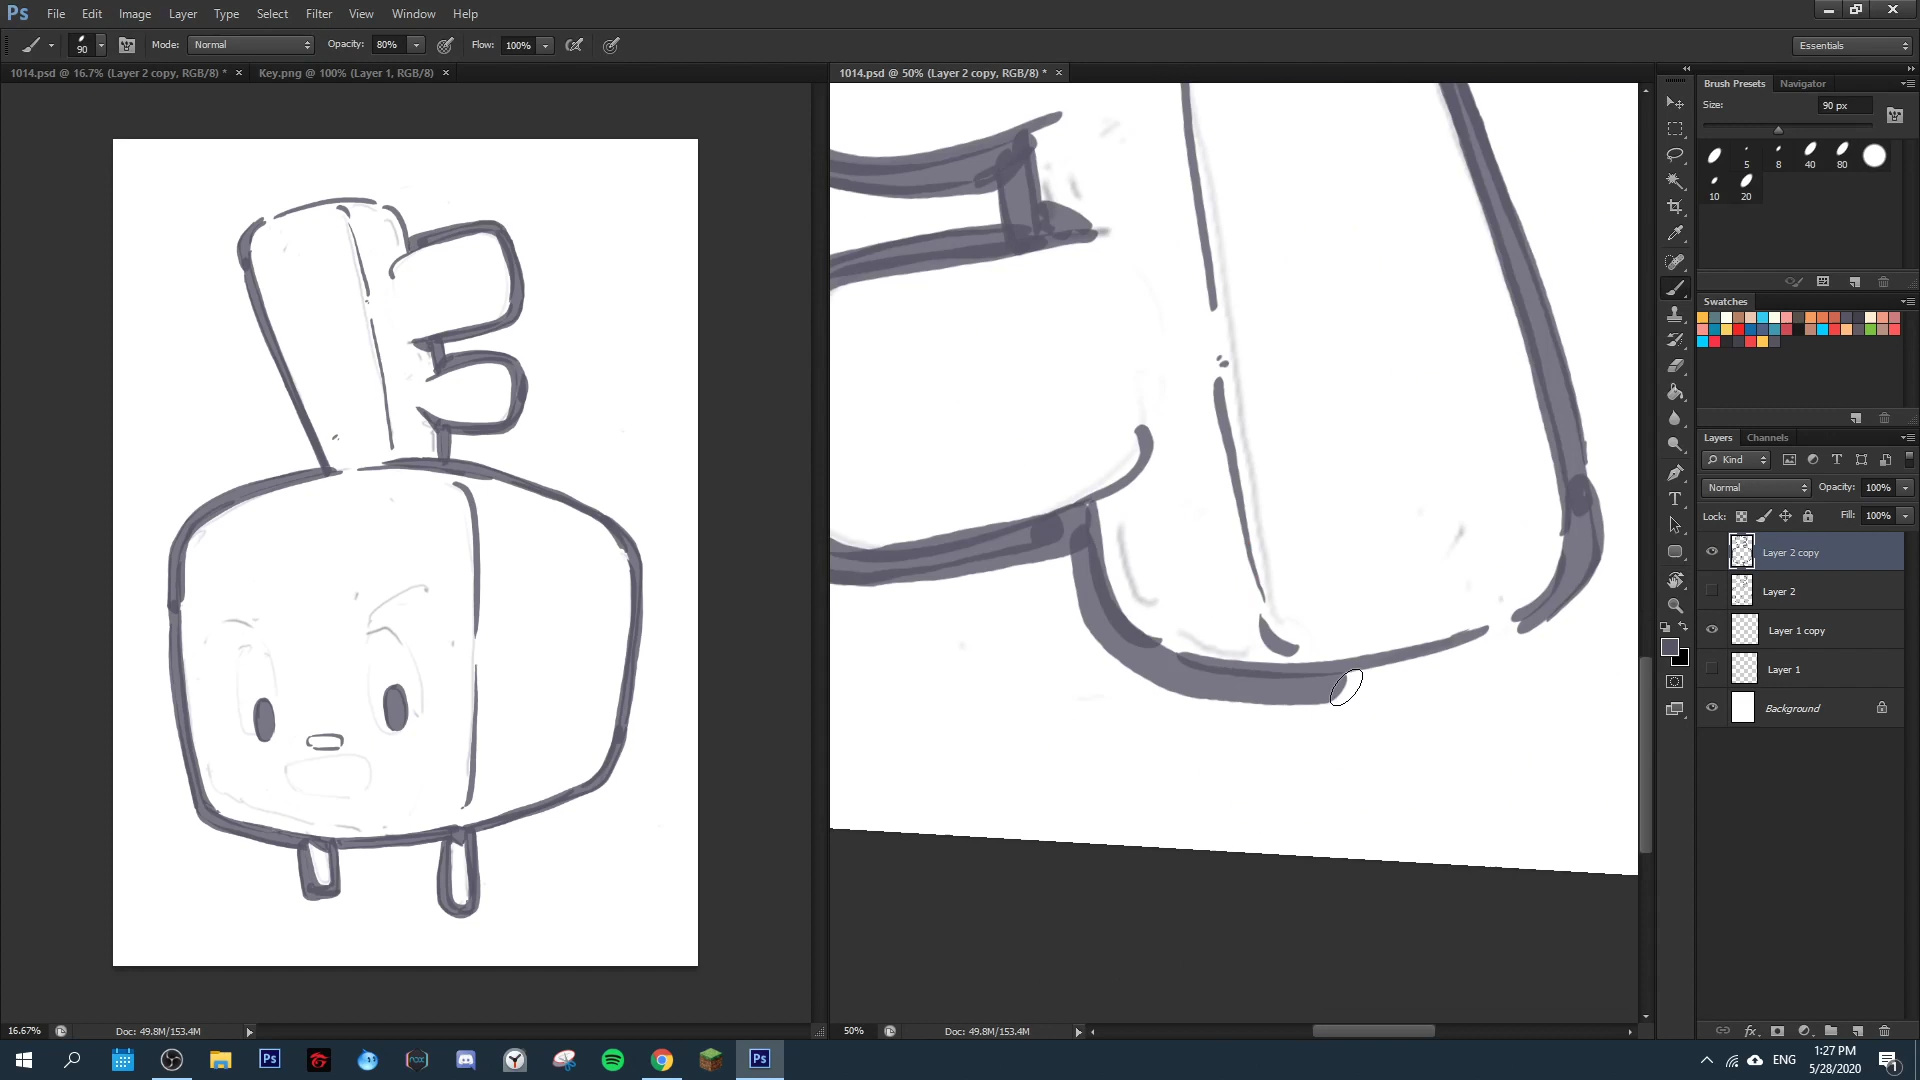 Ps File Edit Image Layer Type Select Filter View Window Help
90 Mode: Normal Opacity: 80% Flow: 100% Essentials
1014.psd @ 16.7% (Layer 2 copy, RGB/8) * × Key.png @ 100% (Layer 1, RGB/8) × 1014.psd @ 50% (Layer 2 copy, RGB/8) * ×
Brush Presets Navigator
Size: 90 px
5 8 40 80
10 20
Swatches
Layers Channels
Kind
Normal Opacity: 100%
Lock: Fill: 100%
Layer 2 copy
Layer 2
Layer 1 copy
Layer 1
Background
16.67% Doc: 49.8M/153.4M 50% Doc: 49.8M/153.4M
Ps nox Ps ENG 1:27 PM
5/28/2020 1